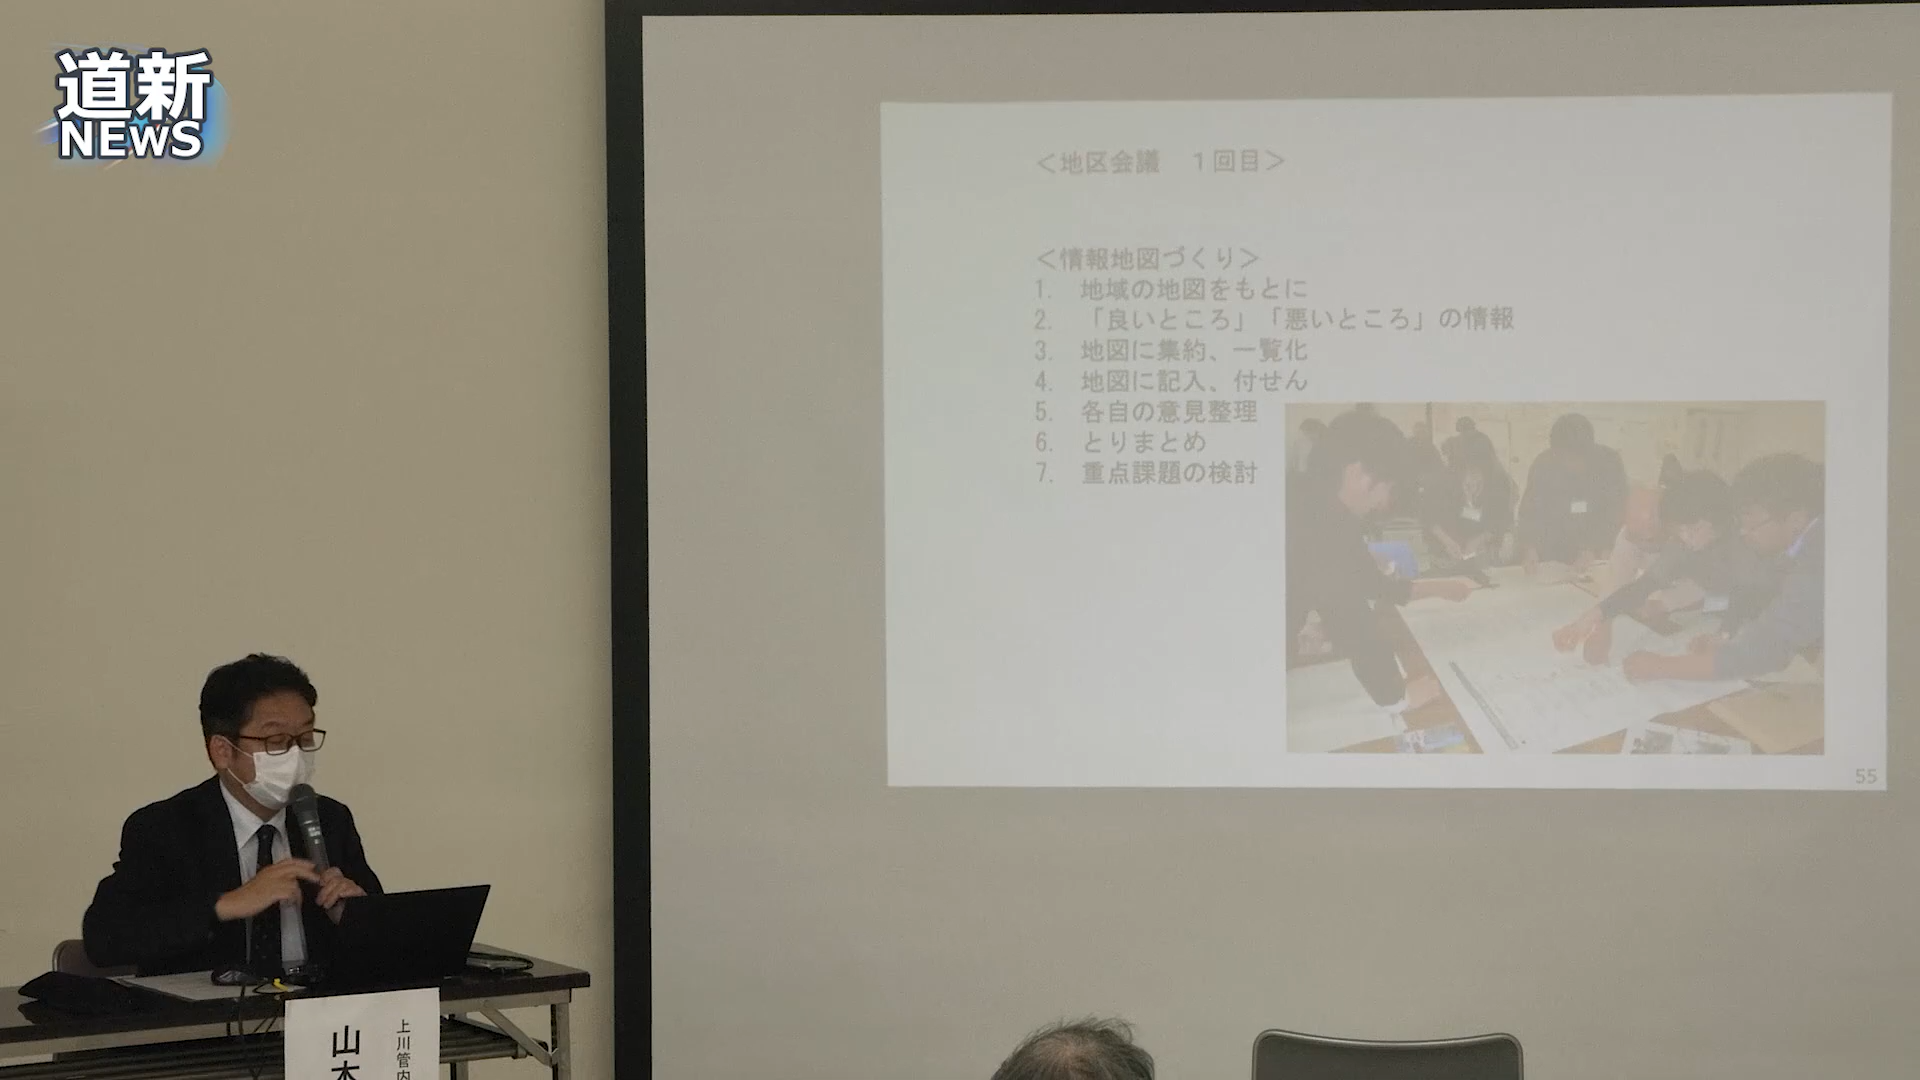 道新
NEWS
＜地区会議　１回目＞
＜情報地図づくり＞
1.　地域の地図をもとに
2.　「良いところ」「悪いところ」の情報
3.　地図に集約、一覧化
4.　地図に記入、付せん
5.　各自の意見整理
6.　とりまとめ
7.　重点課題の検討
55
上川管内
山本